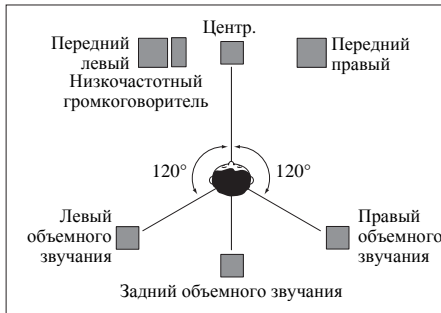 Центр.
Передний
левый
Передний
правый
Низкочастотный
громкоговоритель
120°
120°
Левый
объемного
звучания
Правый
объемного
звучания
Задний объемного звучания